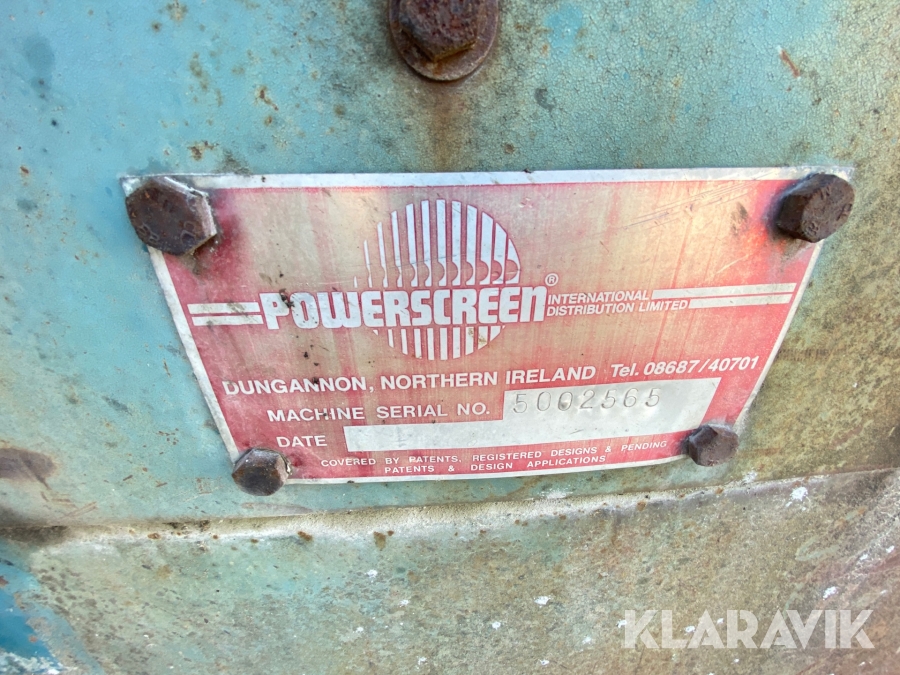 POWERSCREEN® INTERNATIONAL
DISTRIBUTION LIMITED
DUNGANNON, NORTHERN IRELAND Tel. 08687/40701
MACHINE SERIAL NO. 5002565
DATE
COVERED BY PATENTS, REGISTERED DESIGNS & PENDING
PATENTS & DESIGN APPLICATIONS
KLARAVIK